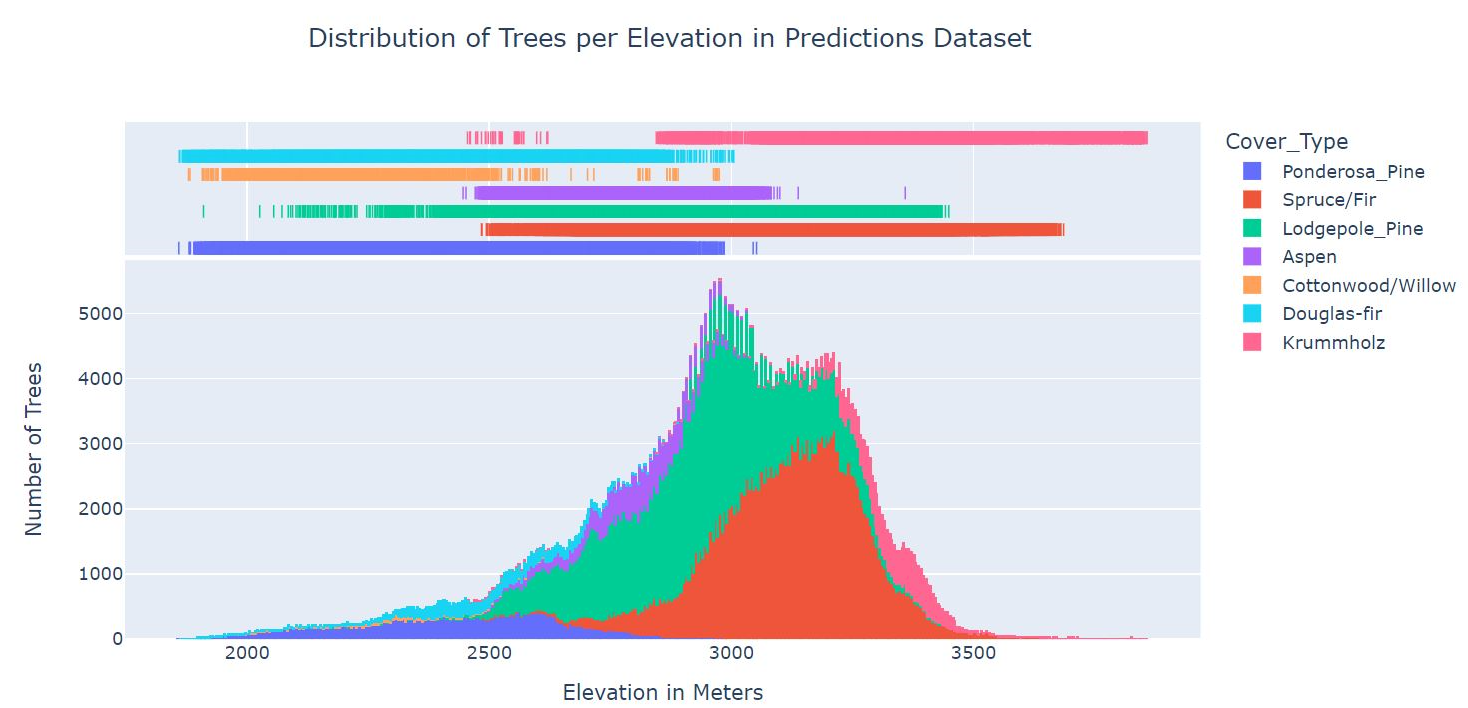 Distribution of Trees per Elevation in Predictions Dataset
Cover_Type
Ponderosa_Pine
Spruce/Fir
Lodgepole_Pine
Aspen
Cottonwood/Willow
Douglas-fir
Krummholz
Number of Trees
5000
4000
3000
2000
1000
0
2000
2500
3000
3500
Elevation in Meters